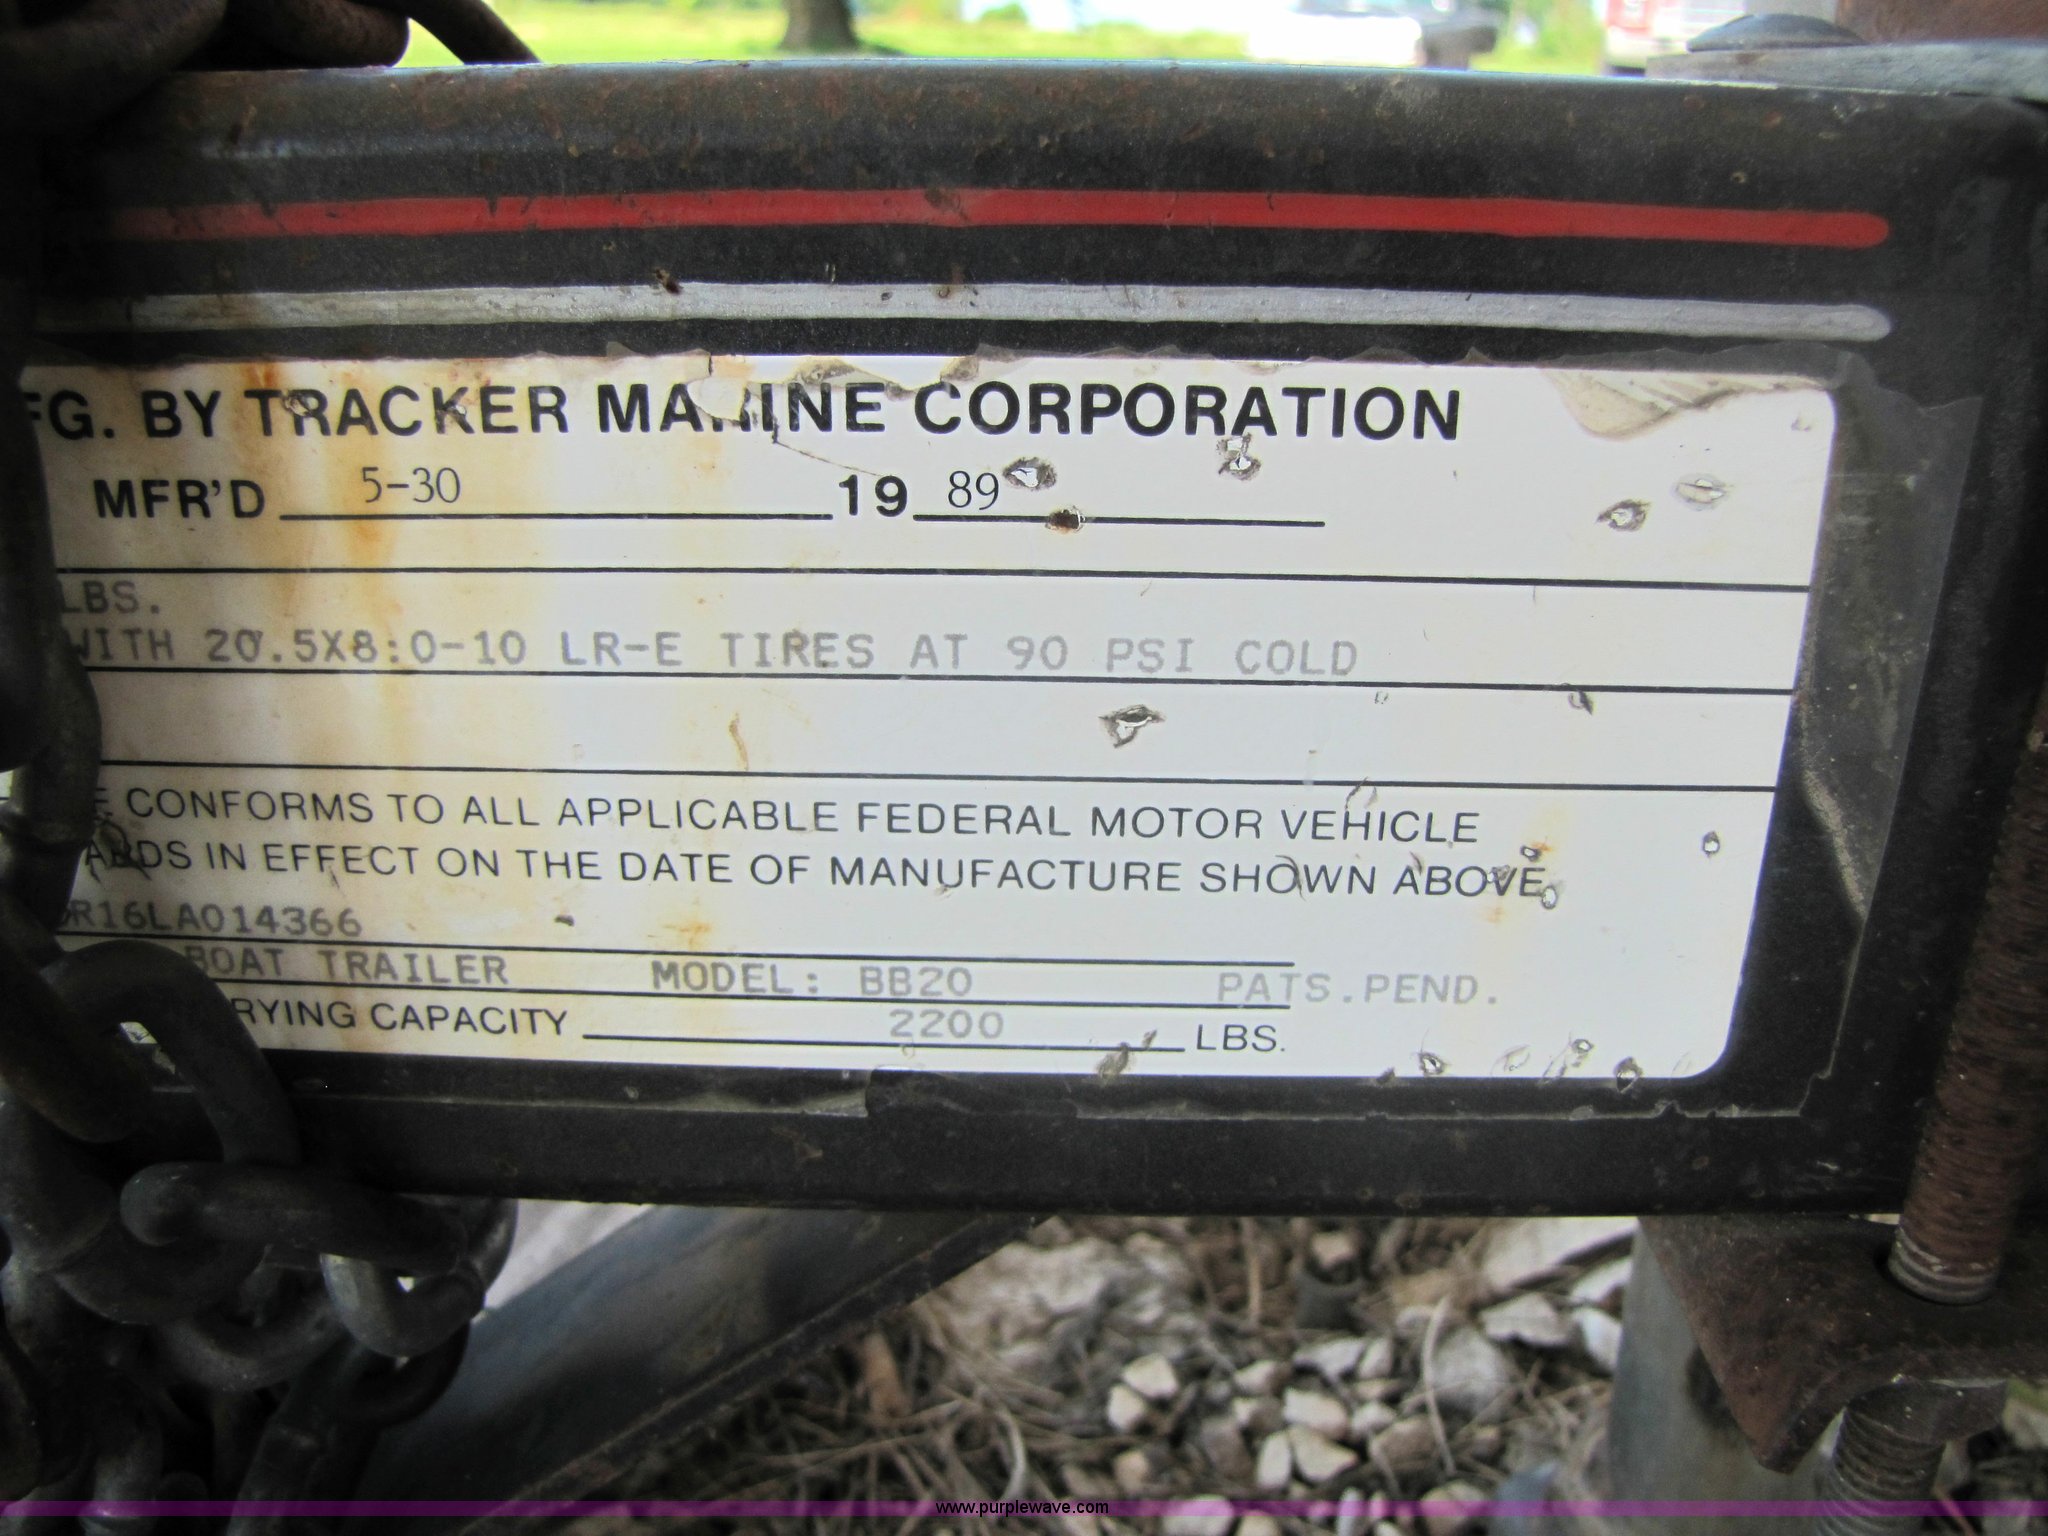 FG. BY TRACKER MARINE CORPORATION
MFR'D 5-30 1989
LBS.
WITH 20.5X8:0-10 LR-E TIRES AT 90 PSI COLD
CONFORMS TO ALL APPLICABLE FEDERAL MOTOR VEHICLE
ARDS IN EFFECT ON THE DATE OF MANUFACTURE SHOWN ABOVE.
R16LA014366
BOAT TRAILER MODEL: BB20 PATS.PEND.
RYING CAPACITY 2200 LBS.
www.purplewave.com